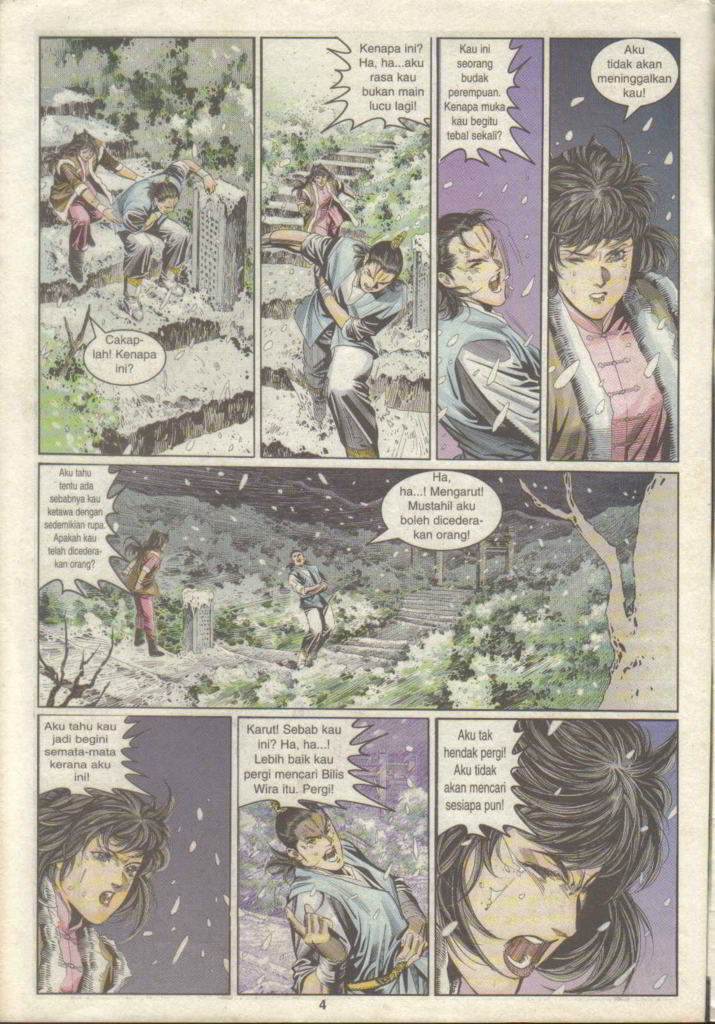 Cakap-
lah! Kenapa
ini?
Kenapa ini?
Ha, ha...aku
rasa kau
bukan main
lucu lagi!
Kau ini
seorang
budak
perempuan.
Kenapa muka
kau begitu
tebal sekali?
Aku
tidak akan
meninggalkan
kau!
Aku tahu
tentu ada
sebabnya kau
ketawa dengan
sedemikian rupa.
Apakah kau
telah dicedera-
kan orang?
Ha,
ha...! Mengarut!
Mustahil aku
boleh dicedera-
kan orang!
Aku tahu kau
jadi begini
semata-mata
kerana aku
ini!
Karut! Sebab kau
ini? Ha, ha...!
Lebih baik kau
pergi mencari Bilis
Wira itu. Pergi!
Aku tak
hendak pergi!
Aku tidak
akan mencari
sesiapa pun!
4